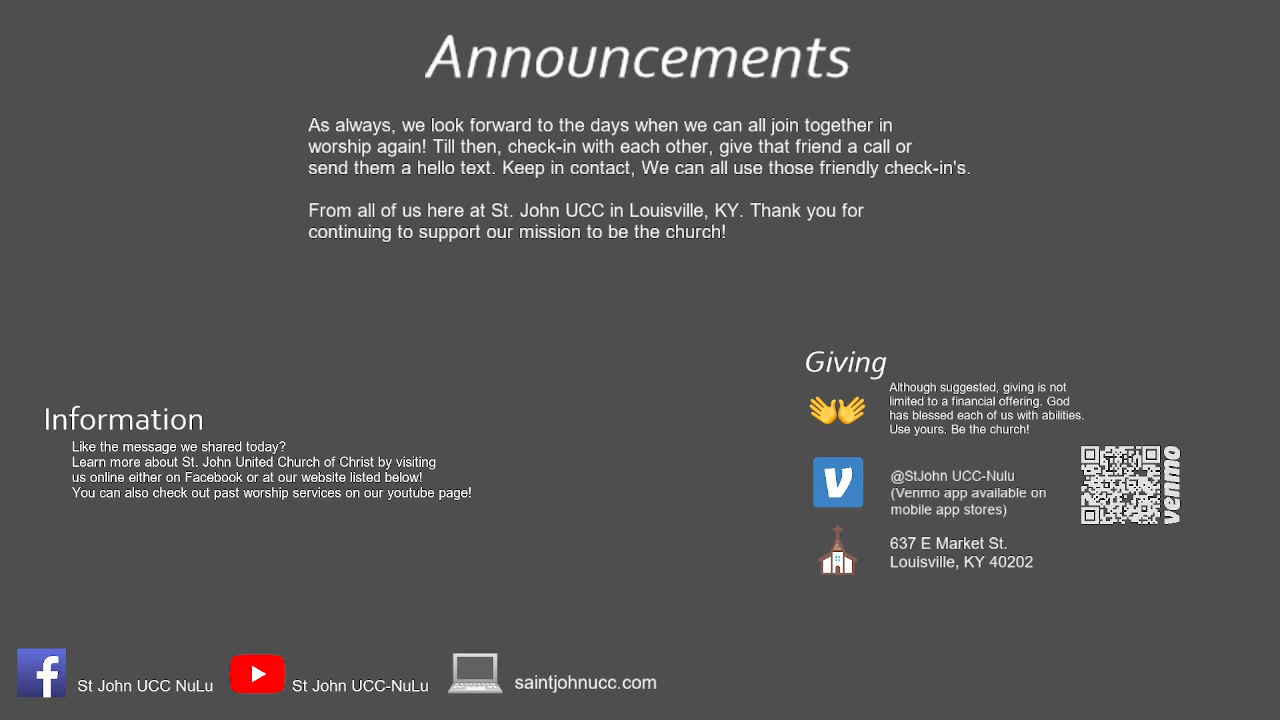 Announcements
As always, we look forward to the days when we can all join together in
worship again! Till then, check-in with each other, give that friend a call or
send them a hello text. Keep in contact, We can all use those friendly check-in's.
From all of us here at St. John UCC in Louisville, KY. Thank you for
continuing to support our mission to be the church!
Information
Like the message we shared today?
Learn more about St. John United Church of Christ by visiting
us online either on Facebook or at our website listed below!
You can also check out past worship services on our youtube page!
Giving
Although suggested, giving is not
limited to a financial offering. God
has blessed each of us with abilities.
Use yours. Be the church!
@StJohn UCC-Nulu
(Venmo app available on
mobile app stores)
venmo
637 E Market St.
Louisville, KY 40202
St John UCC NuLu
St John UCC-NuLu
saintjohnucc.com